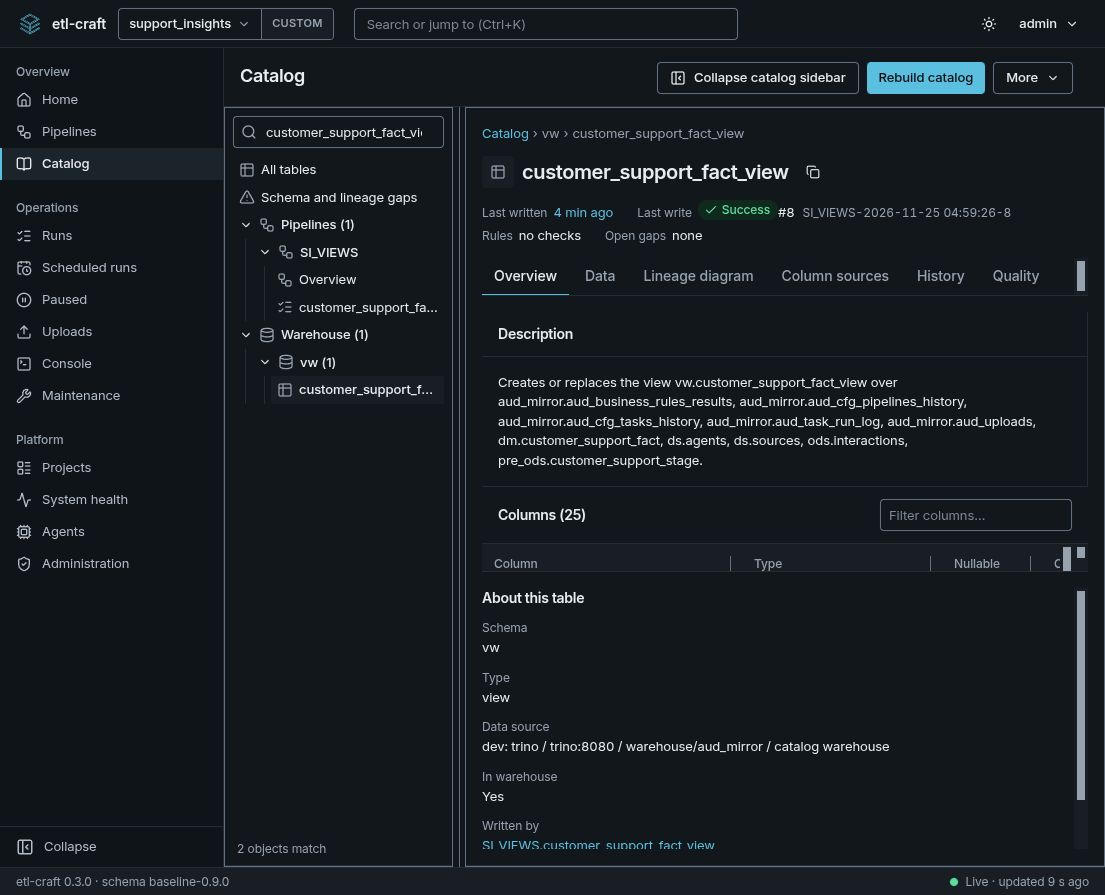 etl-craft
support_insights
CUSTOM
Search or jump to (Ctrl+K)
admin
Overview
Home
Pipelines
Catalog
Operations
Runs
Scheduled runs
Paused
Uploads
Console
Maintenance
Platform
Projects
System health
Agents
Administration
Collapse
Catalog
Collapse catalog sidebar
Rebuild catalog
More
customer_support_fact_vi
All tables
Schema and lineage gaps
Pipelines (1)
SI_VIEWS
Overview
customer_support_fa...
Warehouse (1)
vw (1)
customer_support_f...
2 objects match
Catalog › vw › customer_support_fact_view
customer_support_fact_view
Last written 4 min ago Last write Success #8 SI_VIEWS-2026-11-25 04:59:26-8
Rules no checks Open gaps none
Overview Data Lineage diagram Column sources History Quality
Description
Creates or replaces the view vw.customer_support_fact_view over
aud_mirror.aud_business_rules_results, aud_mirror.aud_cfg_pipelines_history,
aud_mirror.aud_cfg_tasks_history, aud_mirror.aud_task_run_log, aud_mirror.aud_uploads,
dm.customer_support_fact, ds.agents, ds.sources, ods.interactions,
pre_ods.customer_support_stage.
Columns (25)
Filter columns...
Column Type Nullable
About this table
Schema
vw
Type
view
Data source
dev: trino / trino:8080 / warehouse/aud_mirror / catalog warehouse
In warehouse
Yes
Written by
SI_VIEWS.customer_support_fact_view
etl-craft 0.3.0 · schema baseline-0.9.0
Live · updated 9 s ago